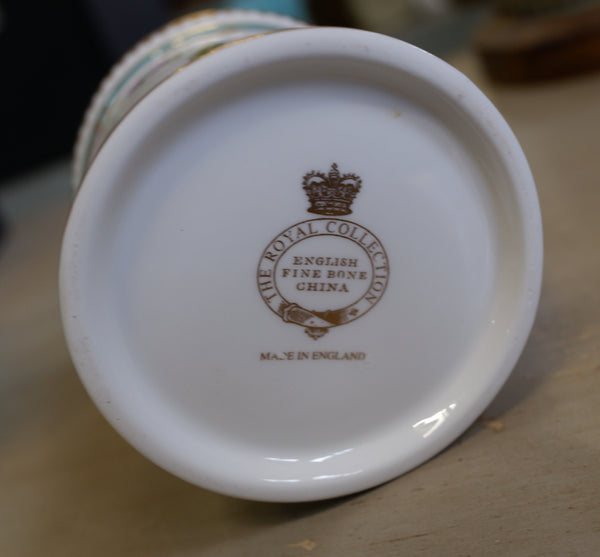 THE ROYAL COLLECTION
ENGLISH
FINE BONE
CHINA
MADE IN ENGLAND